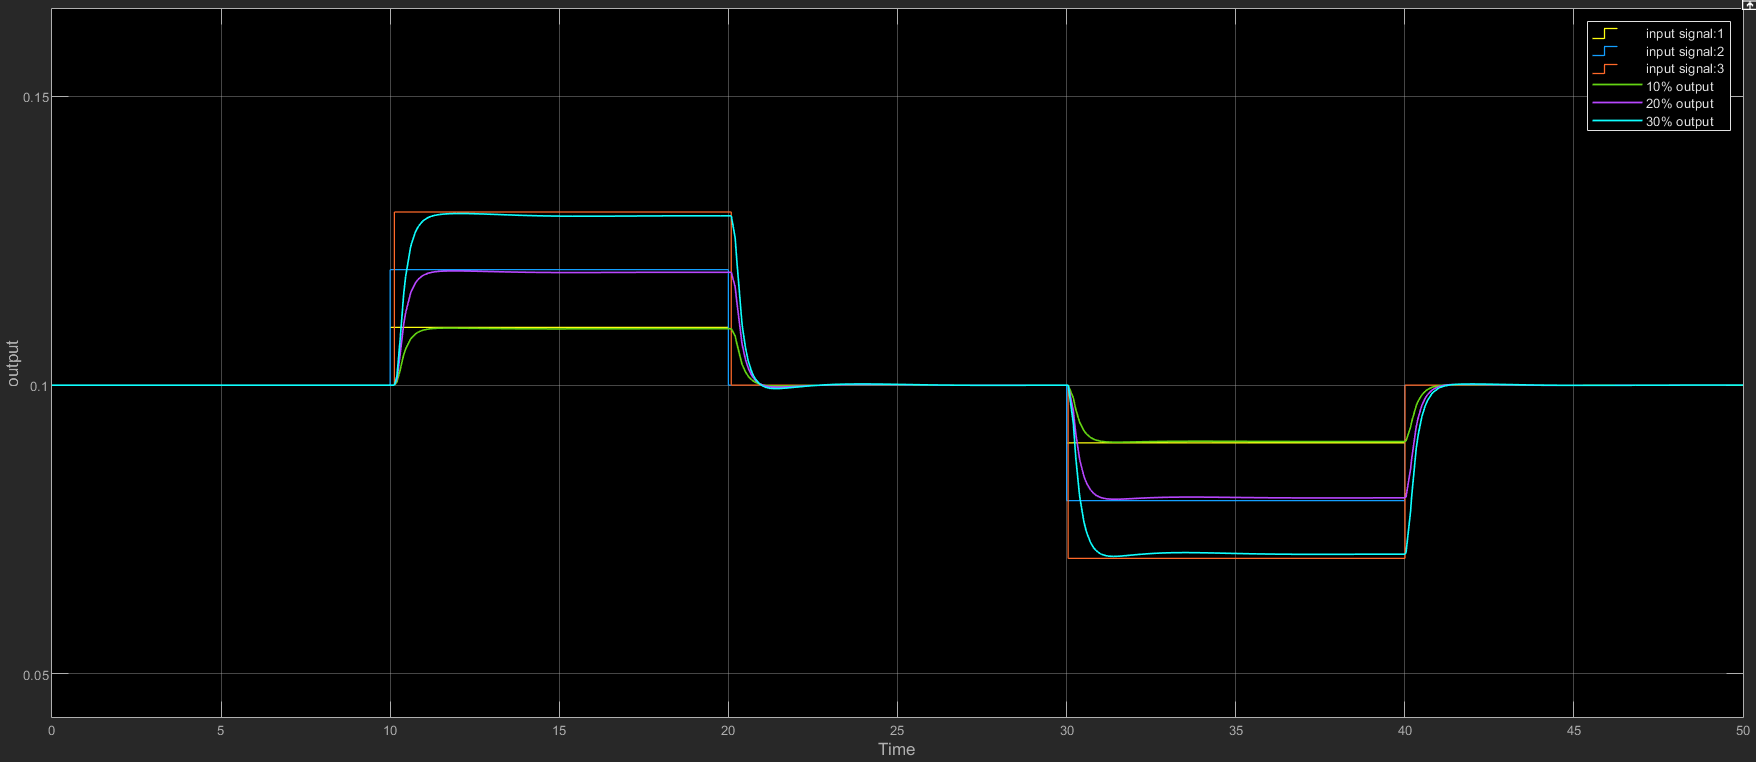 input signal:1
input signal:2
input signal:3
10% output
20% output
30% output
0.15
0.1
0.05
output
0 5 10 15 20 25 30 35 40 45 50
Time